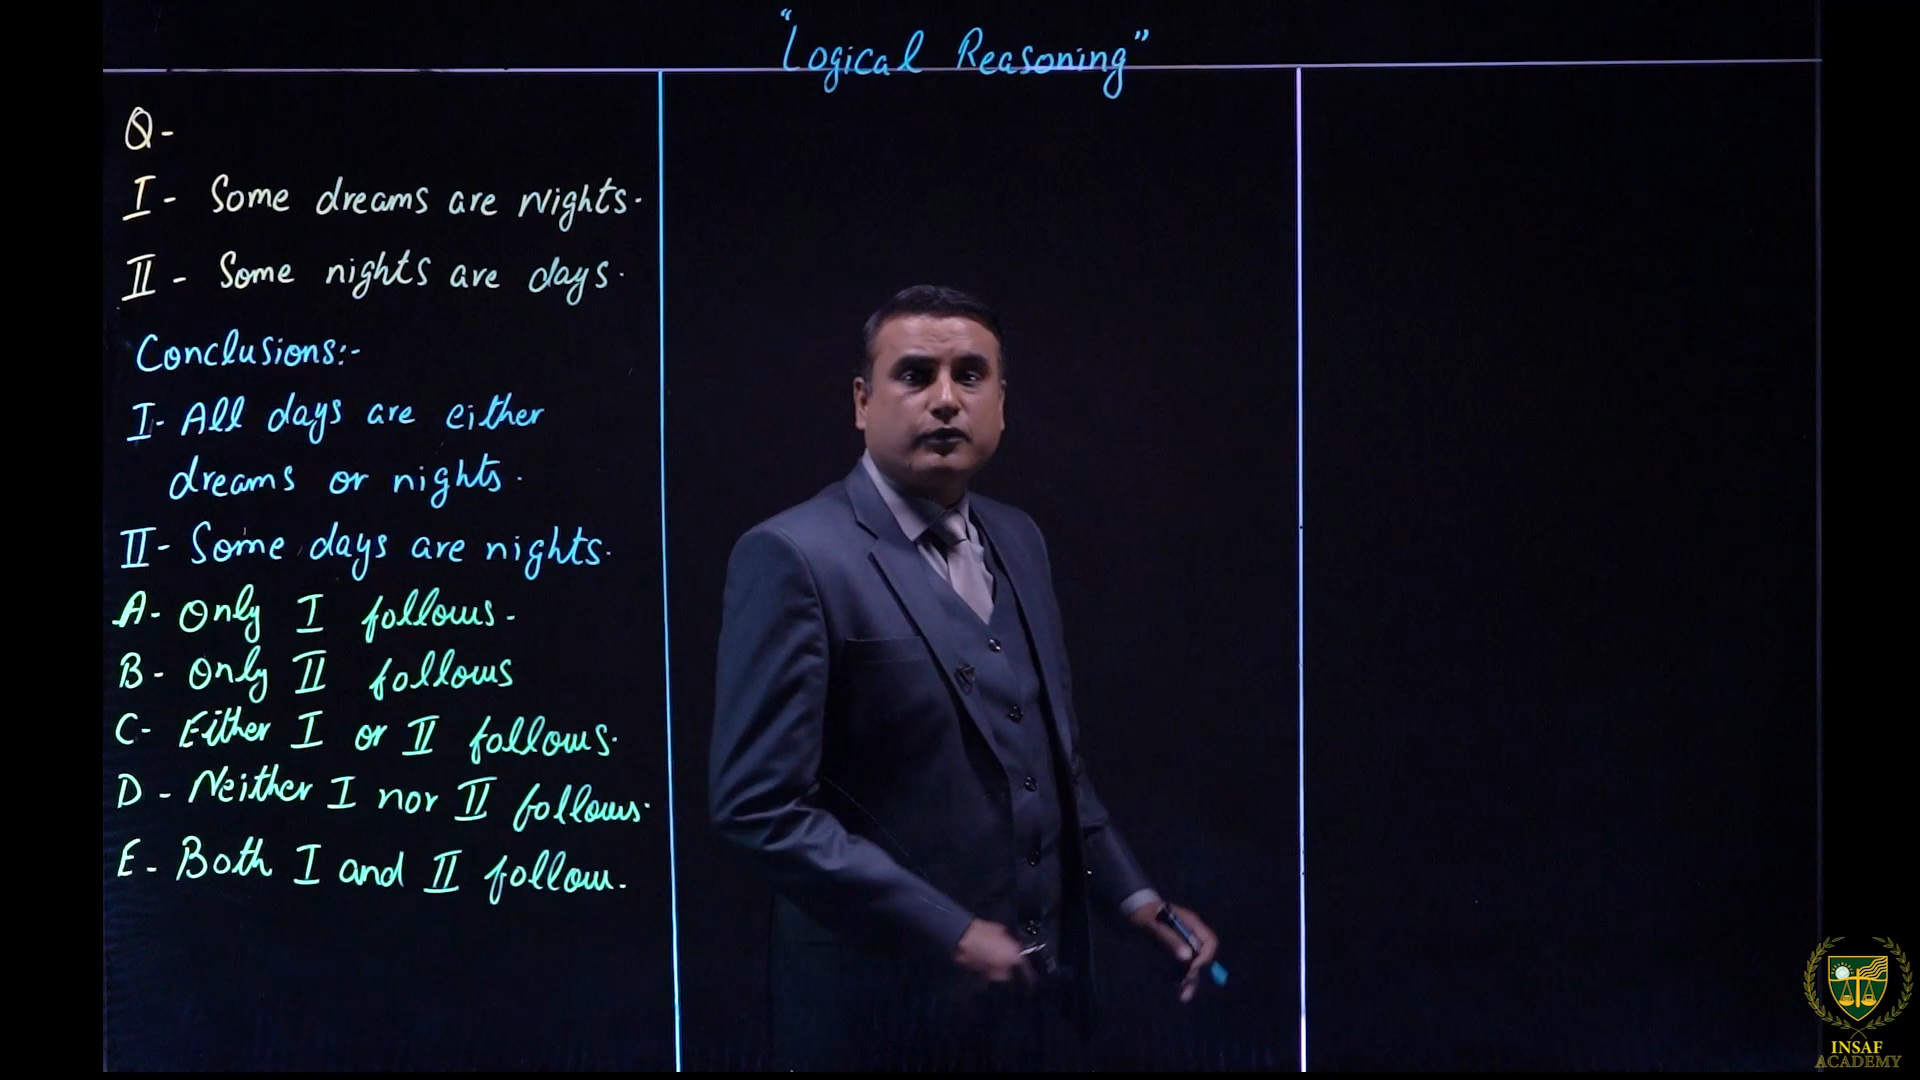 "Logical Reasoning"
Q-
I- Some dreams are Nights.
II- Some nights are days.
Conclusions:-
I- All days are either
dreams or nights.
II- Some days are nights.
A- Only I follows.
B- Only II follows
C- Either I or II follows.
D- Neither I nor II follows.
E- Both I and II follow.
INSAF
ACADEMY